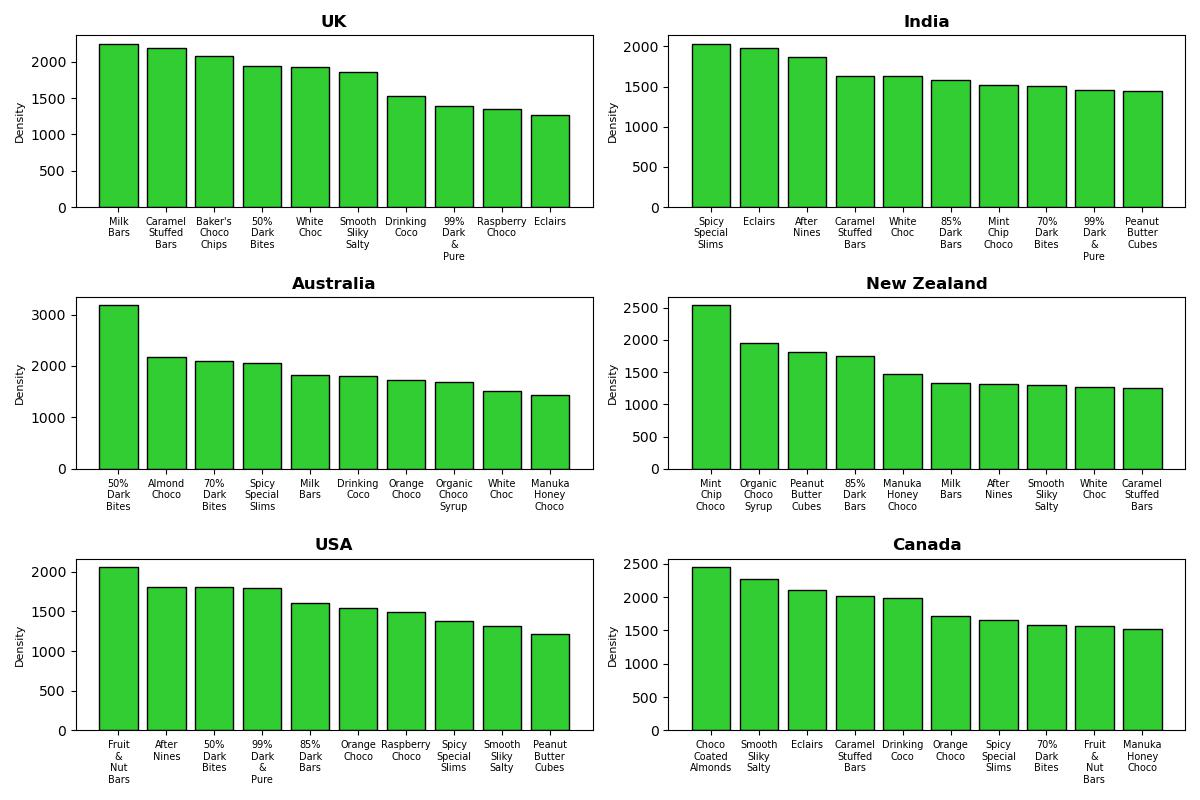 UK
Density
2000
1500
1000
500
0
Milk Bars
Caramel Stuffed Bars
Baker's Choco Chips
50% Dark Bites
White Choc
Smooth Sliky Salty
Drinking Coco
99% Dark & Pure
Raspberry Choco
Eclairs
India
Density
2000
1500
1000
500
0
Spicy Special Slims
Eclairs
After Nines
Caramel Stuffed Bars
White Choc
85% Dark Bars
Mint Chip Choco
70% Dark Bites
99% Dark & Pure
Peanut Butter Cubes
Australia
Density
3000
2000
1000
0
50% Dark Bites
Almond Choco
70% Dark Bites
Spicy Special Slims
Milk Bars
Drinking Coco
Orange Choco
Organic Choco Syrup
White Choc
Manuka Honey Choco
New Zealand
Density
2500
2000
1500
1000
500
0
Mint Chip Choco
Organic Choco Syrup
Peanut Butter Cubes
85% Dark Bars
Manuka Honey Choco
Milk Bars
After Nines
Smooth Sliky Salty
White Choc
Caramel Stuffed Bars
USA
Density
2000
1500
1000
500
0
Fruit & Nut Bars
After Nines
50% Dark Bites
99% Dark & Pure
85% Dark Bars
Orange Choco
Raspberry Choco
Spicy Special Slims
Smooth Sliky Salty
Peanut Butter Cubes
Canada
Density
2500
2000
1500
1000
500
0
Choco Coated Almonds
Smooth Sliky Salty
Eclairs
Caramel Stuffed Bars
Drinking Coco
Orange Choco
Spicy Special Slims
70% Dark Bites
Fruit & Nut Bars
Manuka Honey Choco